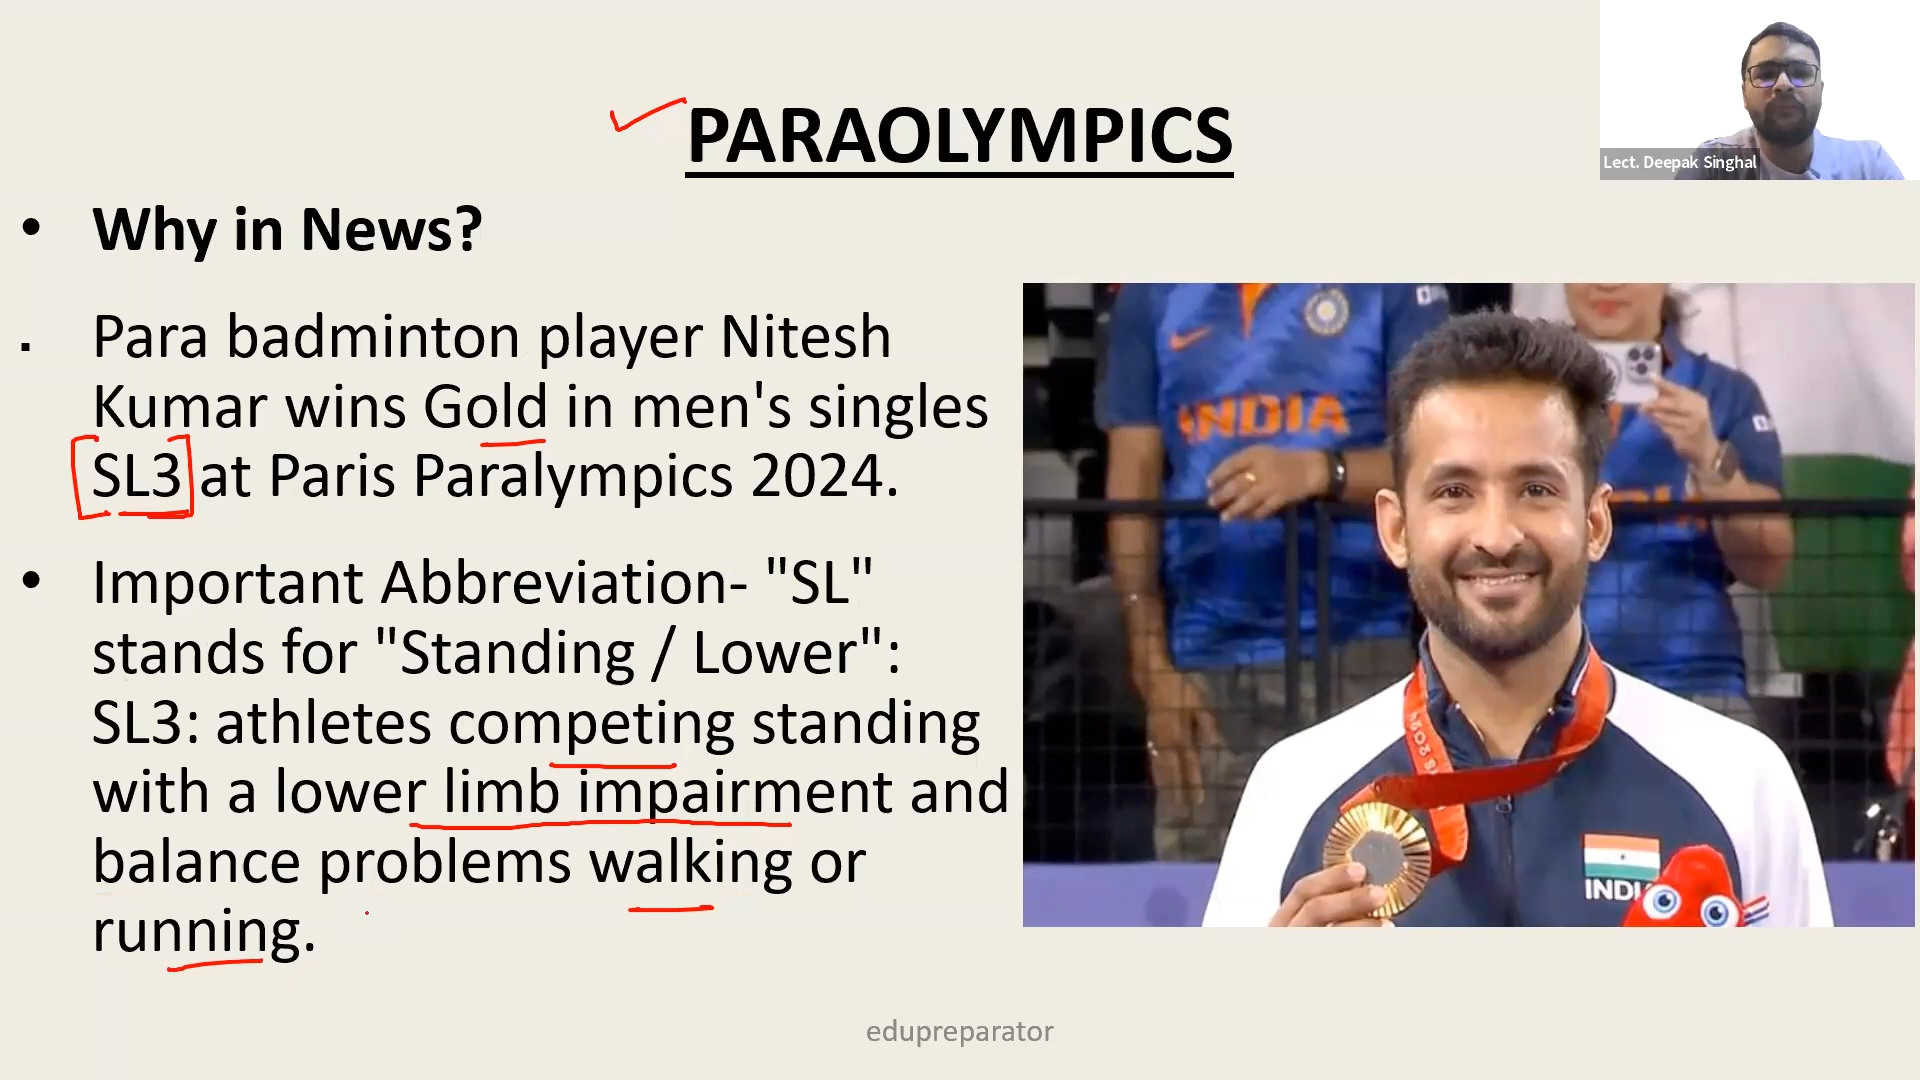 PARAOLYMPICS
Lect. Deepak Singhal
• Why in News?
▪ Para badminton player Nitesh
Kumar wins Gold in men's singles
SL3 at Paris Paralympics 2024.
• Important Abbreviation- "SL"
stands for "Standing / Lower":
SL3: athletes competing standing
with a lower limb impairment and
balance problems walking or
running.
INDIA
INDIA
INDI
edupreparator